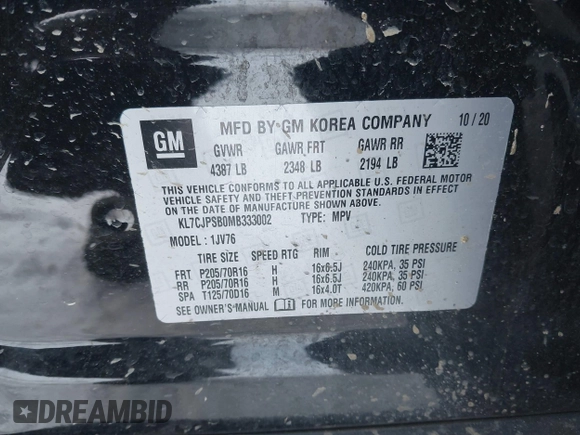 GM
MFD BY GM KOREA COMPANY 10/20
GVWR GAWR FRT GAWR RR
4387 LB 2348 LB 2194 LB
THIS VEHICLE CONFORMS TO ALL APPLICABLE U.S. FEDERAL MOTOR
VEHICLE SAFETY AND THEFT PREVENTION STANDARDS IN EFFECT
ON THE DATE OF MANUFACTURE SHOWN ABOVE.
KL7CJPSB0MB333002 TYPE: MPV
MODEL: 1JV76
TIRE SIZE SPEED RTG RIM COLD TIRE PRESSURE
FRT P205/70R16 H 16x6.5J 240KPA, 35 PSI
RR P205/70R16 H 16x6.5J 240KPA, 35 PSI
SPA T125/70D16 M 16x4.0T 420KPA, 60 PSI
SEE OWNER'S MANUAL FOR MORE INFORMATION.
DREAMBID